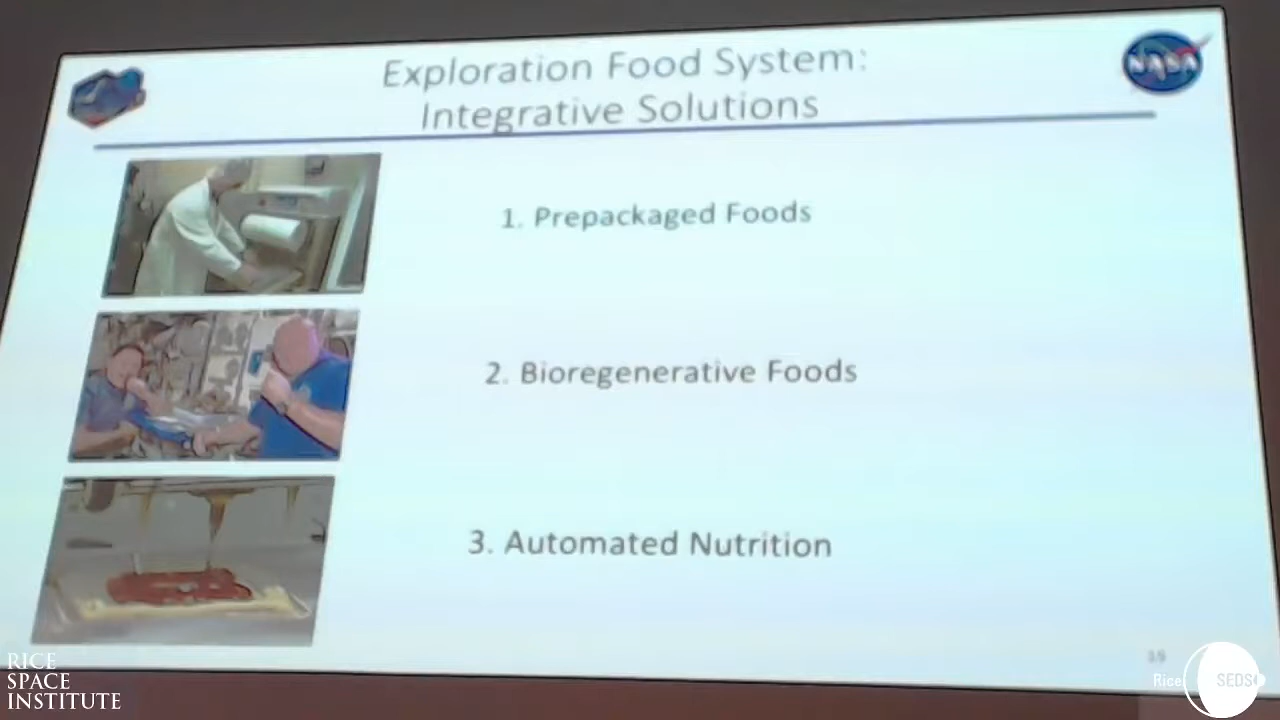 Exploration Food System:
Integrative Solutions
NASA
1. Prepackaged Foods
2. Bioregenerative Foods
3. Automated Nutrition
RICE
SPACE
INSTITUTE
Rice
SEDS